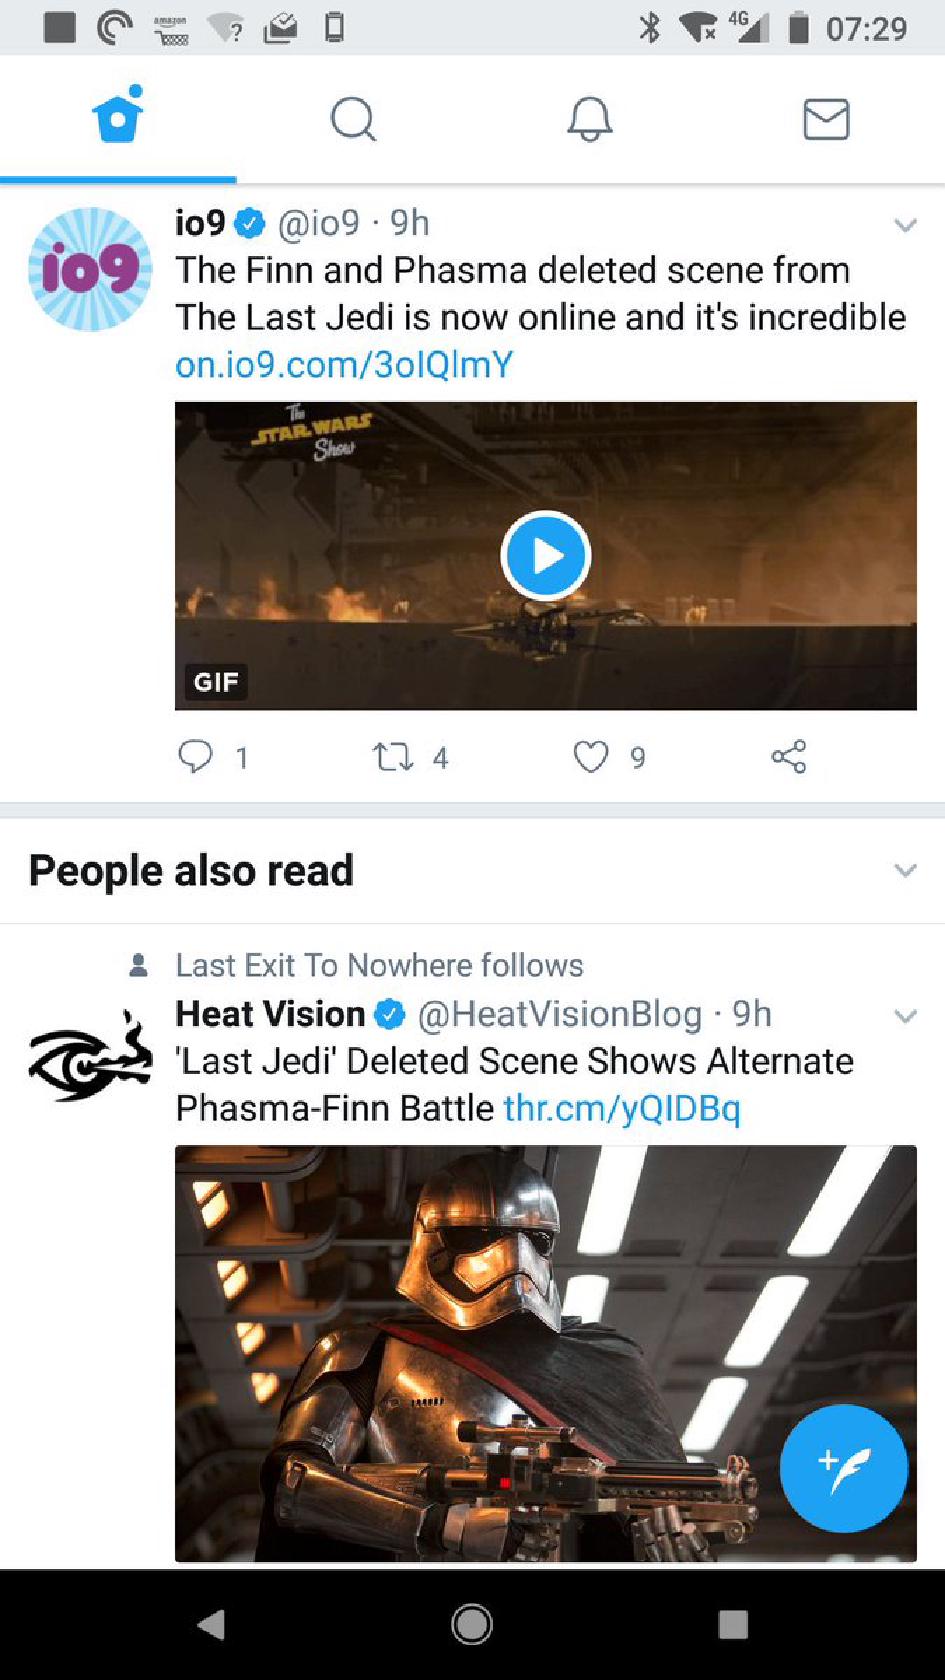 amazon
?
4G
07:29
io9
io9 @io9 · 9h
The Finn and Phasma deleted scene from
The Last Jedi is now online and it's incredible
on.io9.com/3oIQlmY
The
STAR WARS
Show
GIF
1 4 9
People also read
Last Exit To Nowhere follows
Heat Vision @HeatVisionBlog · 9h
'Last Jedi' Deleted Scene Shows Alternate
Phasma-Finn Battle thr.cm/yQIDBq